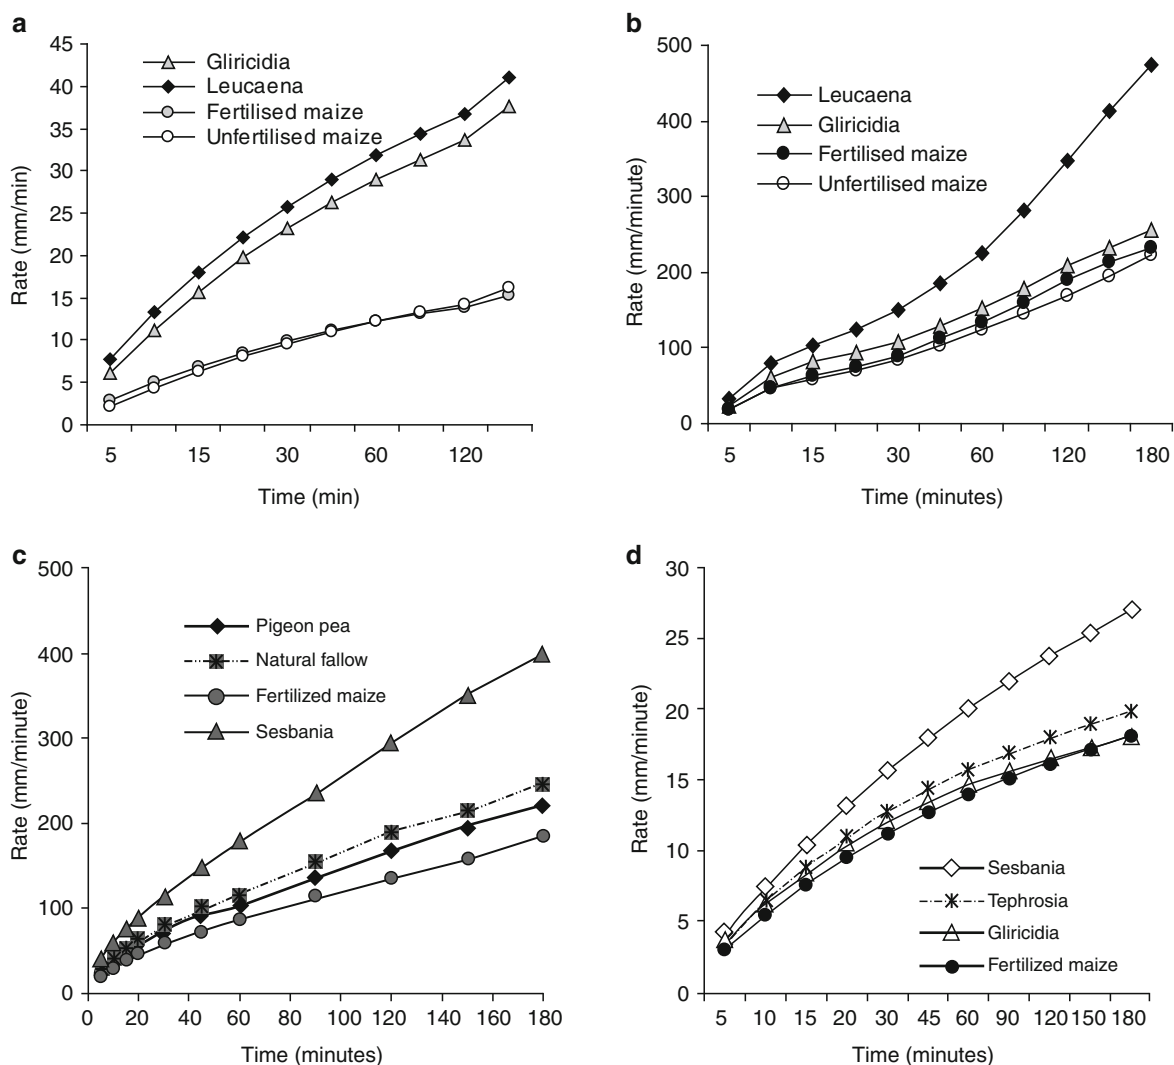 a
45
40
35
30
25
20
15
10
5
0
Rate (mm/min)
Gliricidia
Leucaena
Fertilised maize
Unfertilised maize
5 15 30 60 120
Time (min)
b
500
400
300
200
100
0
Rate (mm/minute)
Leucaena
Gliricidia
Fertilised maize
Unfertilised maize
5 15 30 60 120 180
Time (minutes)
c
500
400
300
200
100
0
Rate (mm/minute)
Pigeon pea
Natural fallow
Fertilized maize
Sesbania
0 20 40 60 80 100 120 140 160 180
Time (minutes)
d
30
25
20
15
10
5
0
Rate (mm/minute)
Sesbania
Tephrosia
Gliricidia
Fertilized maize
5 10 15 20 30 45 60 90 120 150 180
Time (minutes)